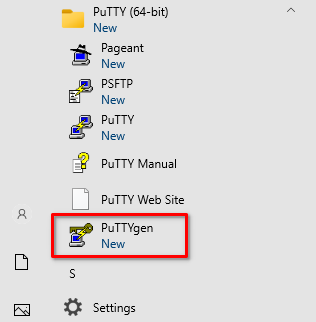 PuTTY (64-bit)
New
Pageant
New
PSFTP
New
PuTTY
New
PuTTY Manual
PuTTY Web Site
PuTTYgen
New
S
Settings